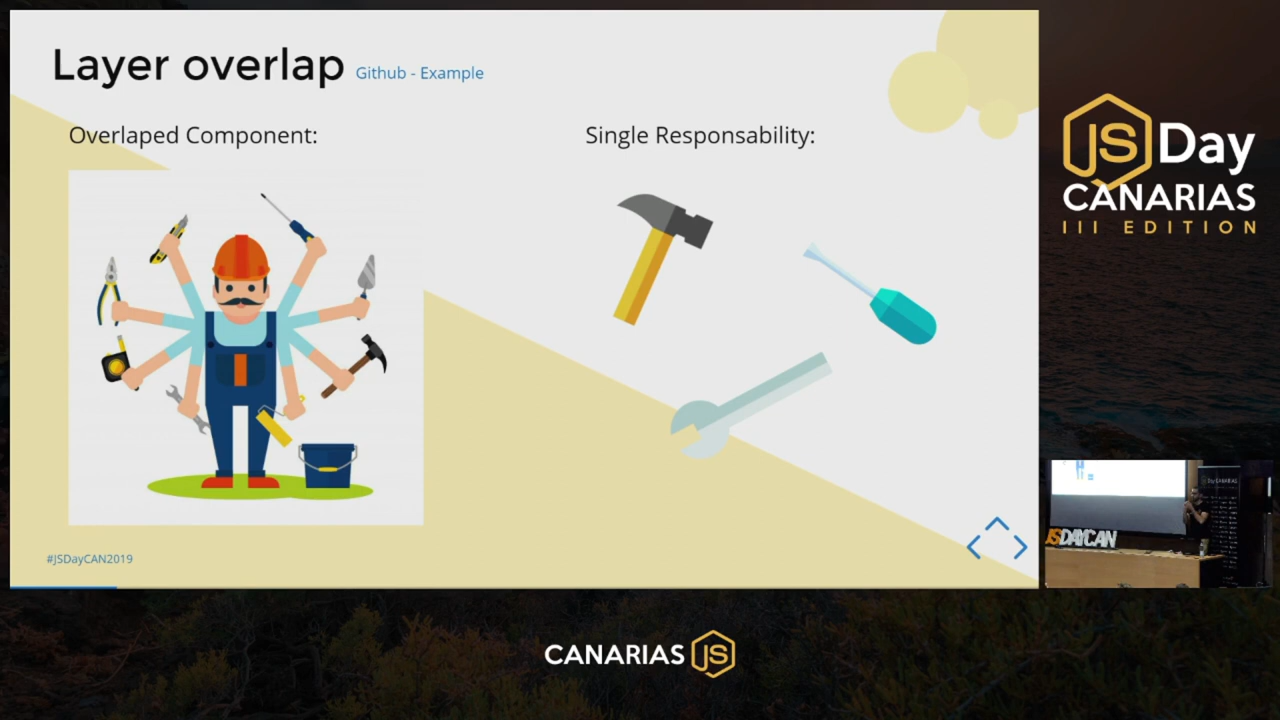 Layer overlap Github - Example
Overlaped Component:
Single Responsability:
#JSDayCAN2019
JS Day
CANARIAS
III EDITION
JSDAYCAN
CANARIAS JS